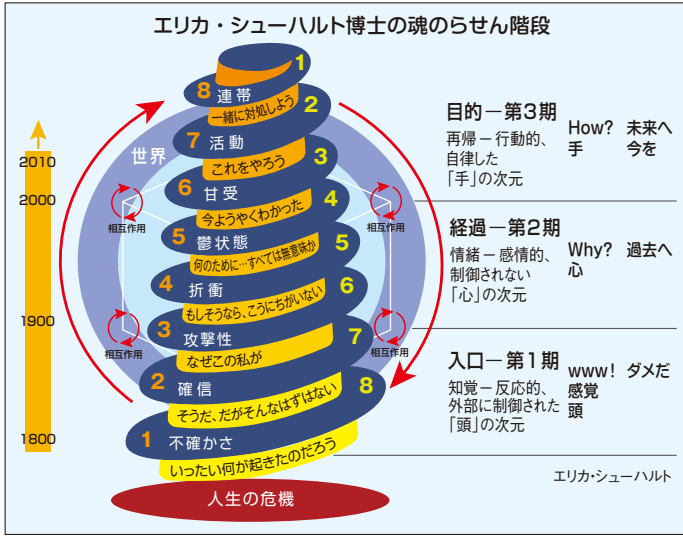 エリカ・シューハルト博士の魂のらせん階段
1
8 連帯
一緒に対処しよう
2
7 活動
これをやろう
3
6 甘受
今ようやくわかった
4
5 鬱状態
何のために…すべては無意味か
5
4 折衝
もしそうなら、こうにちがいない
6
3 攻撃性
なぜこの私が
7
2 確信
そうだ、だがそんなはずはない
8
1 不確かさ
いったい何が起きたのだろう
人生の危機
世界
相互作用
相互作用
相互作用
相互作用
2010
2000
1900
1800
目的－第3期
再帰－行動的、
自律した
「手」の次元
How? 未来へ
手 今を
経過－第2期
情緒－感情的、
制御されない
「心」の次元
Why? 過去へ
心
入口－第1期
知覚－反応的、
外部に制御された
「頭」の次元
www! ダメだ
感覚
頭
エリカ・シューハルト